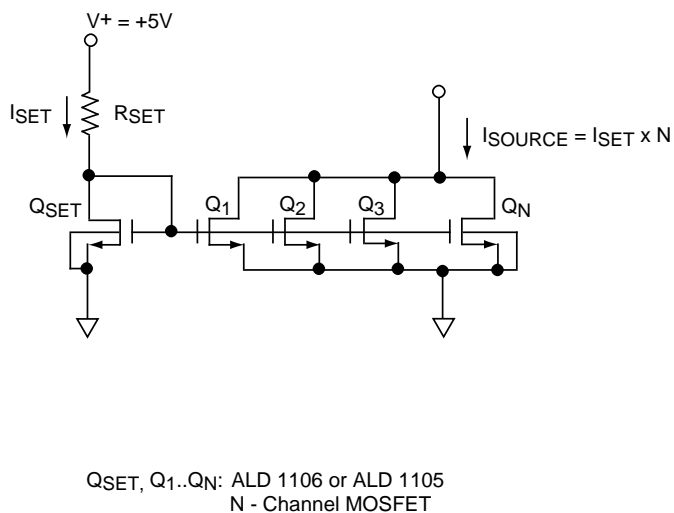 V+ = +5V
ISET
RSET
ISOURCE = ISET x N
QSET
Q1
Q2
Q3
QN
QSET, Q1..QN: ALD 1106 or ALD 1105
N - Channel MOSFET